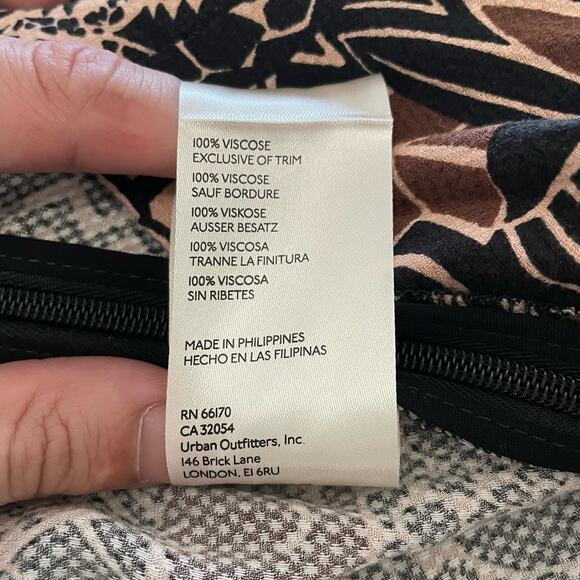 100% VISCOSE
EXCLUSIVE OF TRIM
100% VISCOSE
SAUF BORDURE
100% VISKOSE
AUSSER BESATZ
100% VISCOSA
TRANNE LA FINITURA
100% VISCOSA
SIN RIBETES
MADE IN PHILIPPINES
HECHO EN LAS FILIPINAS
RN 66170
CA 32054
Urban Outfitters, Inc.
146 Brick Lane
LONDON, E1 6RU